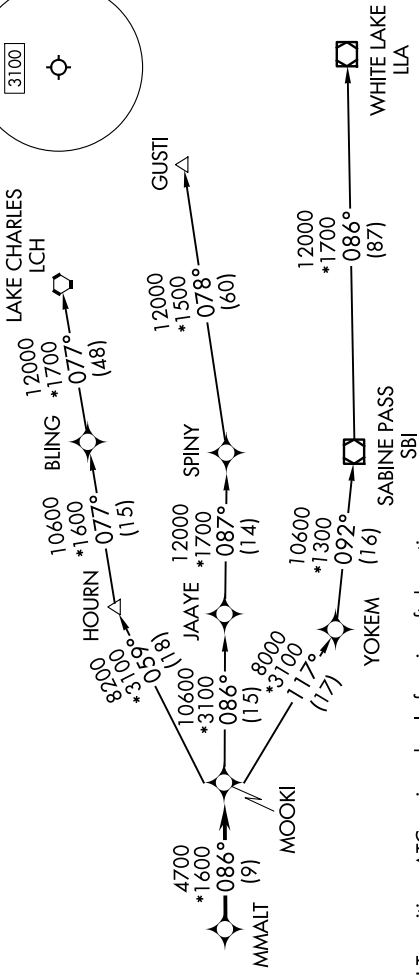 3100
LAKE CHARLES
LCH
12000
*1700
077°
(48)
BLING
10600
*1600
077°
(15)
HOURN
8200
*3100
059°
(18)
GUSTI
12000
*1500
078°
(60)
SPINY
12000
*1700
087°
(14)
JAAYE
10600
*3100
086°
(15)
MOOKI
4700
*1600
086°
(9)
MMALT
8000
*3100
117°
(17)
YOKEM
10600
*1300
092°
(16)
SABINE PASS
SBI
12000
*1700
086°
(87)
WHITE LAKE
LLA